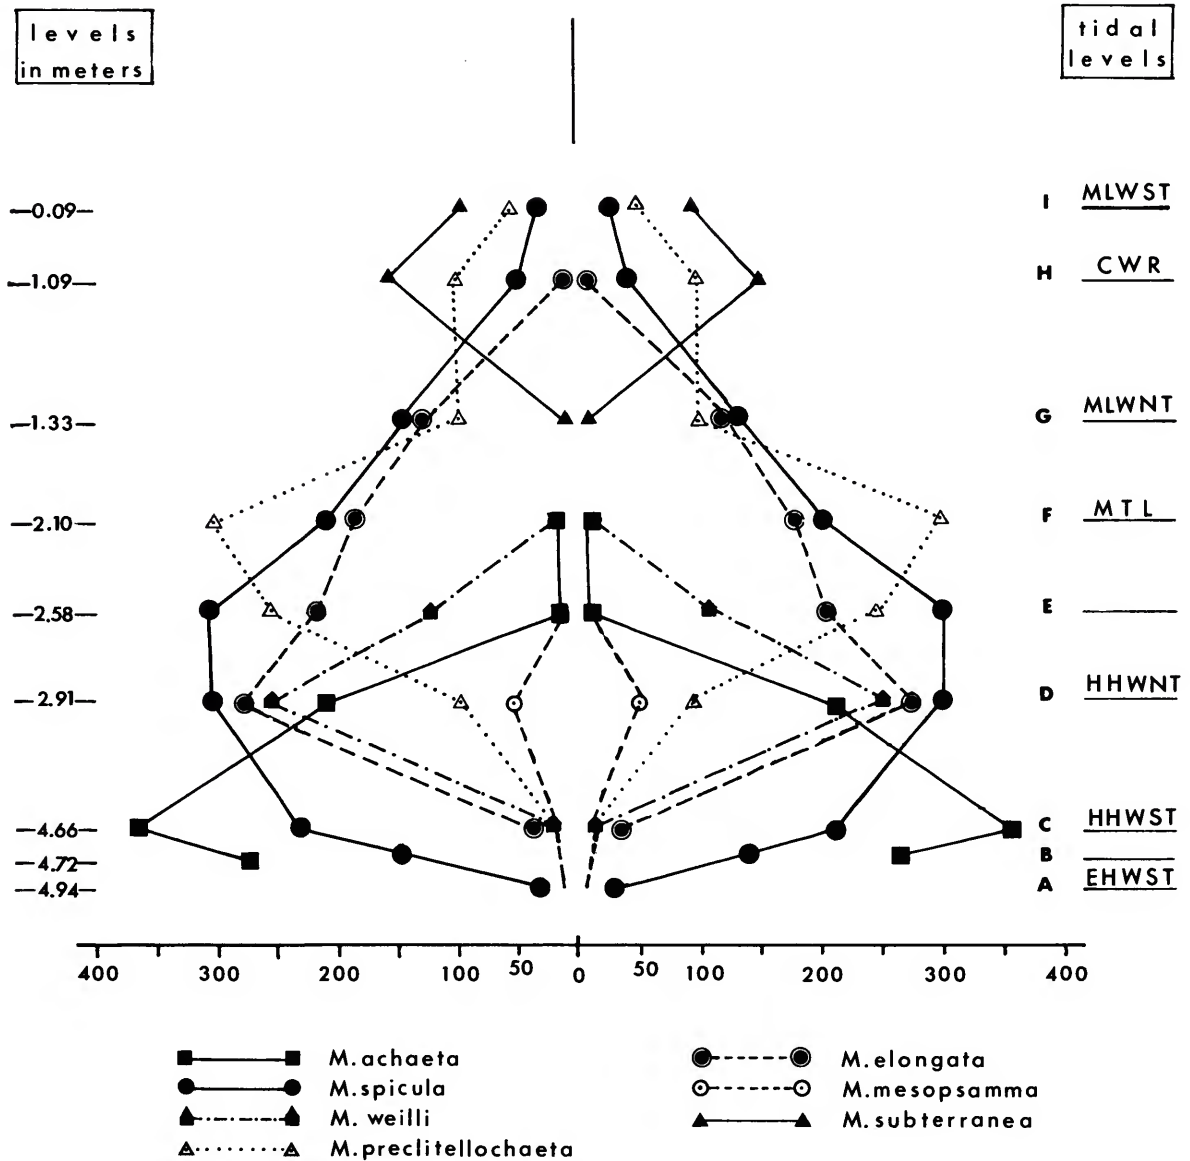 levels
in meters
tidal
levels
—0.09— I MLWST
—1.09— H CWR
—1.33— G MLWNT
—2.10— F MTL
—2.58— E
—2.91— D HHWNT
—4.66— C HHWST
—4.72— B
—4.94— A EHWST
400 300 200 100 50 0 50 100 200 300 400
M. achaeta M. elongata
M. spicula M. mesopsamma
M. weilli M. subterranea
M. preclitellochaeta